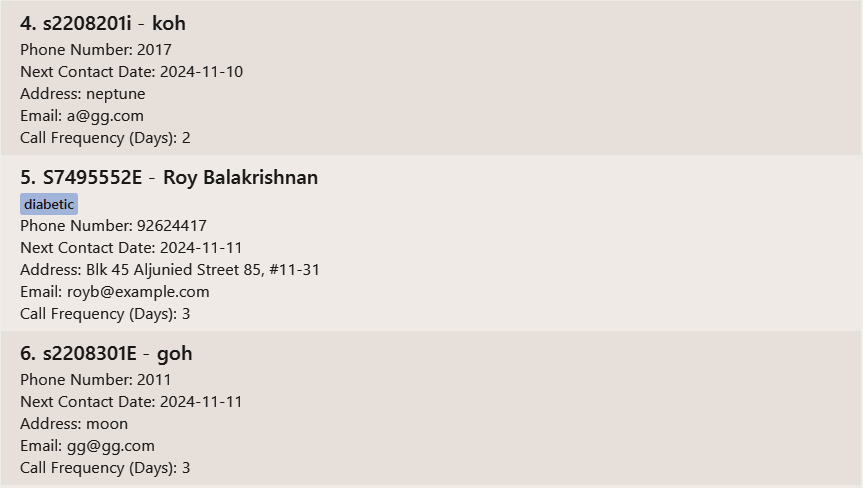 4. s2208201i - koh
Phone Number: 2017
Next Contact Date: 2024-11-10
Address: neptune
Email: a@gg.com
Call Frequency (Days): 2
5. S7495552E - Roy Balakrishnan
diabetic
Phone Number: 92624417
Next Contact Date: 2024-11-11
Address: Blk 45 Aljunied Street 85, #11-31
Email: royb@example.com
Call Frequency (Days): 3
6. s2208301E - goh
Phone Number: 2011
Next Contact Date: 2024-11-11
Address: moon
Email: gg@gg.com
Call Frequency (Days): 3